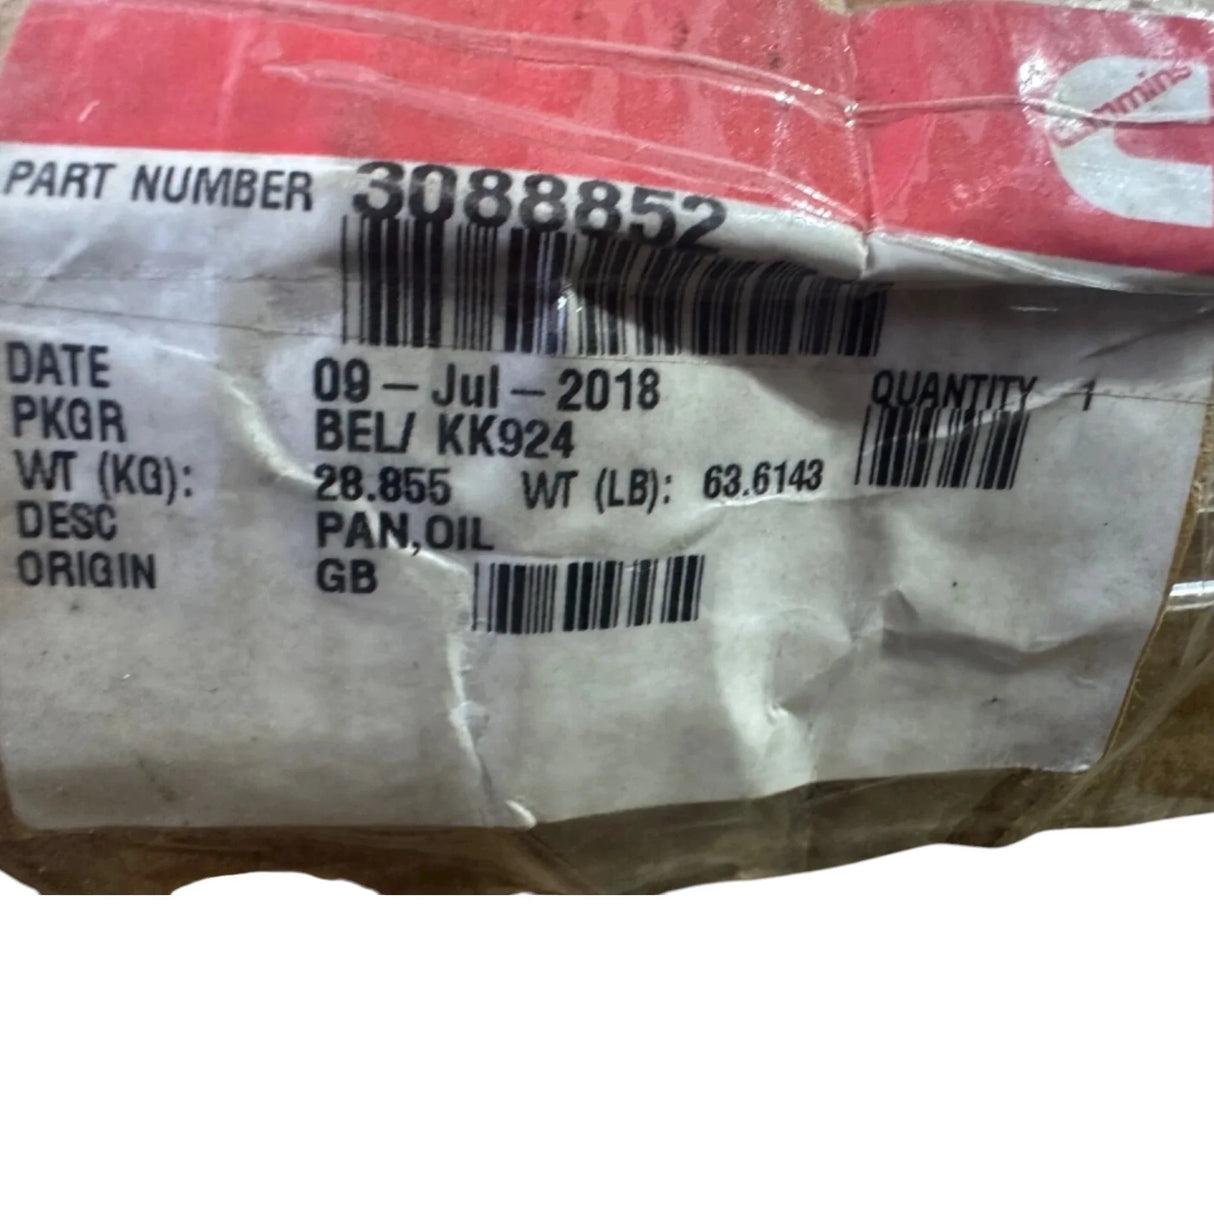 Cummins
PART NUMBER 3088852
DATE 09-Jul-2018 QUANTITY 1
PKGR BEL/ KK924
WT (KG): 28.855 WT (LB): 63.6143
DESC PAN,OIL
ORIGIN GB